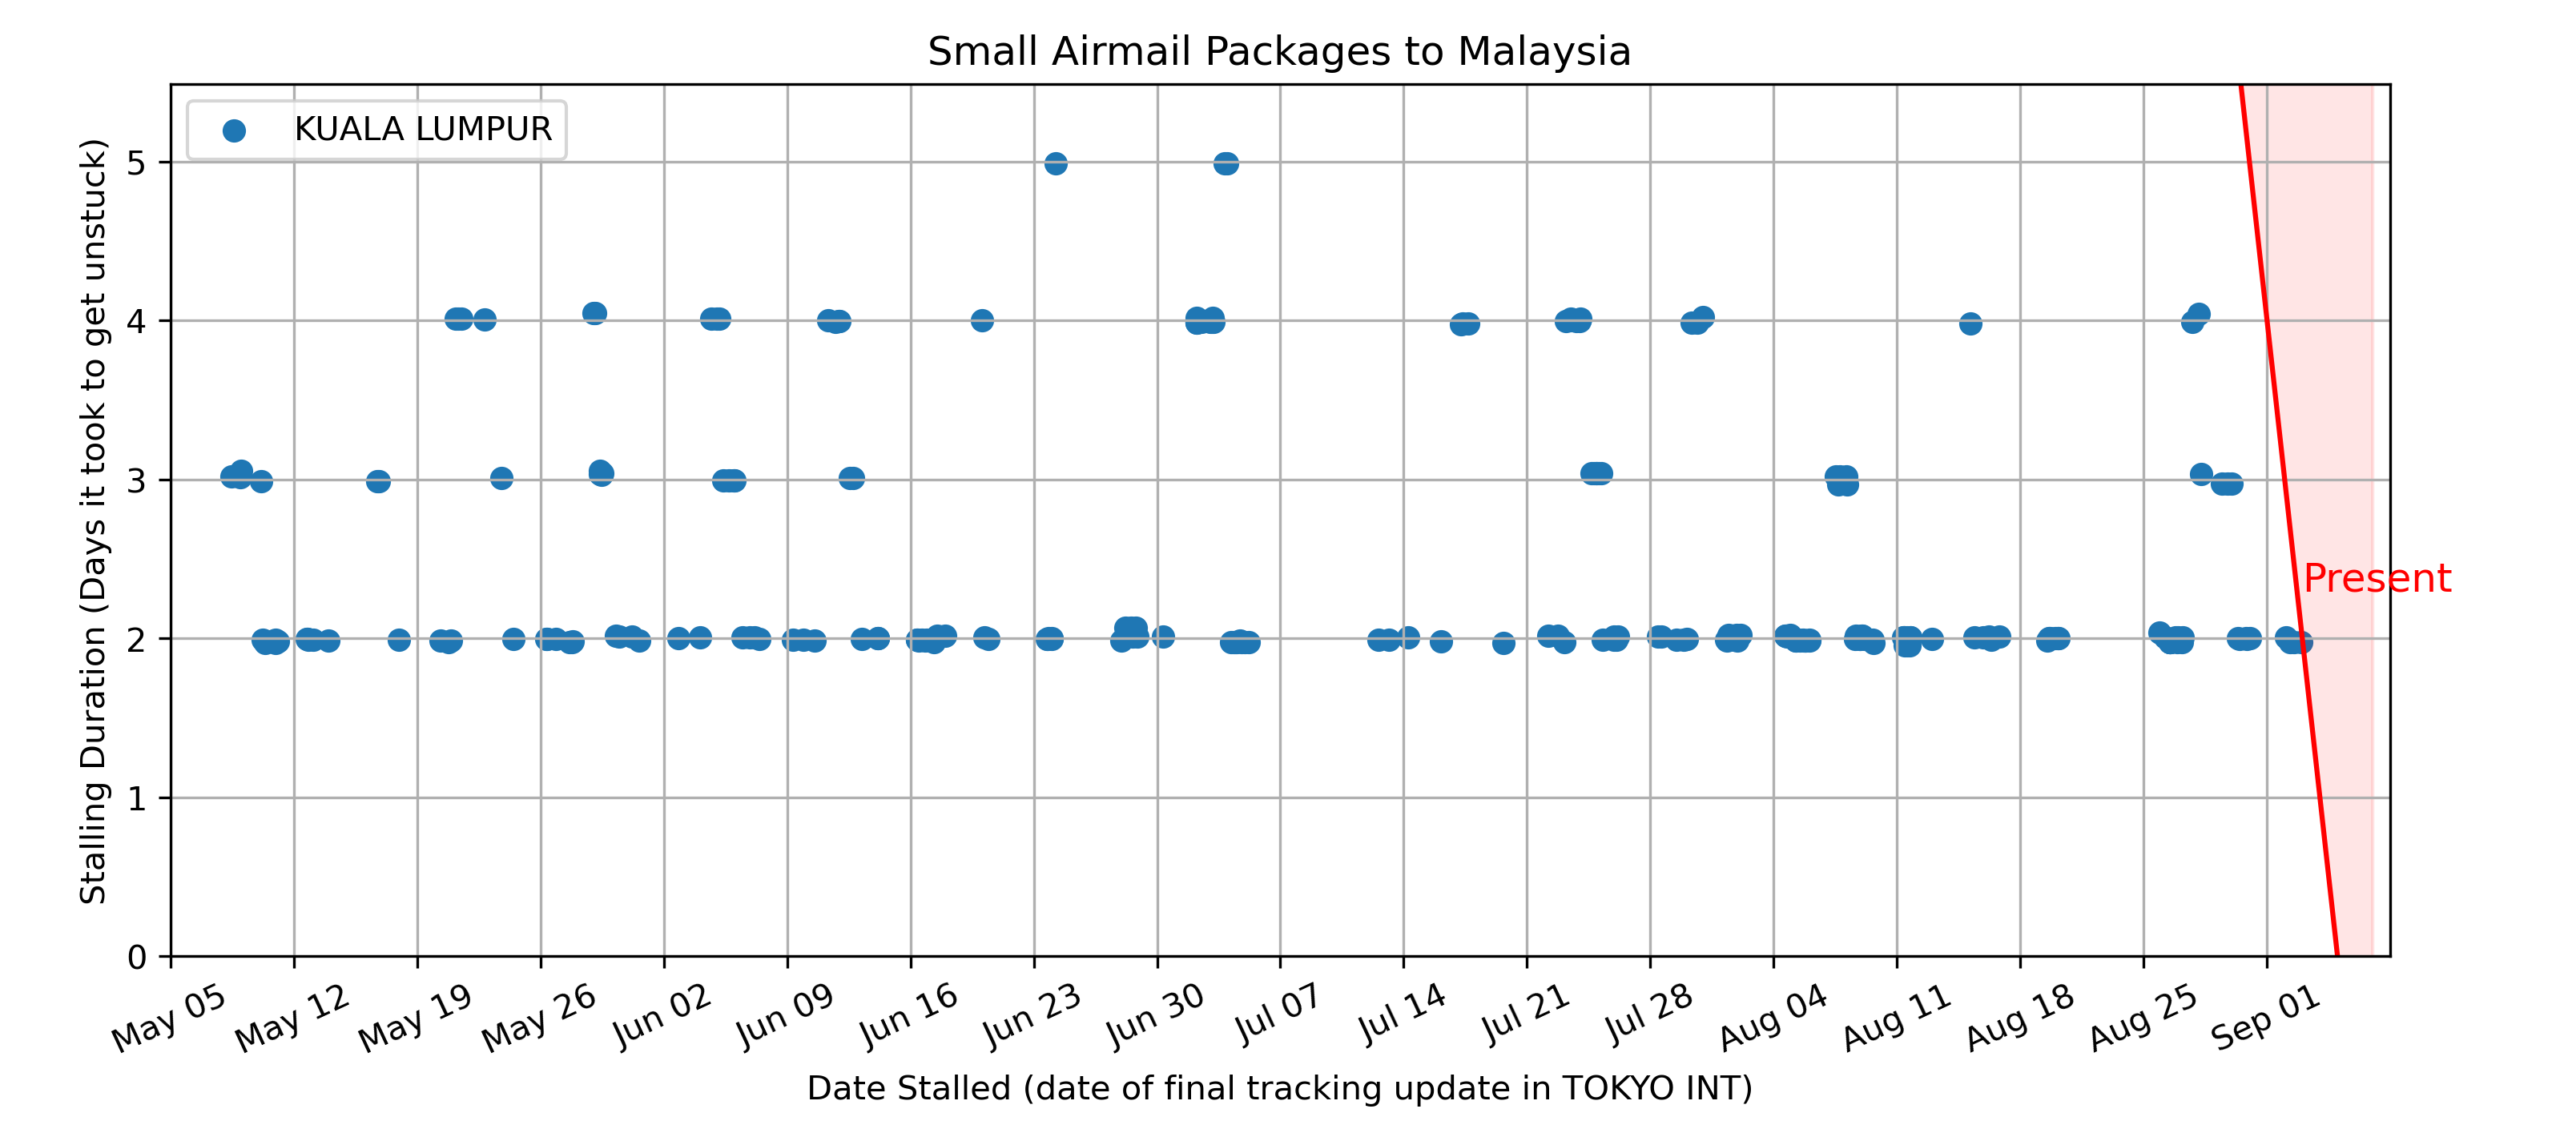 Small Airmail Packages to Malaysia
KUALA LUMPUR
Stalling Duration (Days it took to get unstuck)
5
4
3
2
1
0
Present
May 05
May 12
May 19
May 26
Jun 02
Jun 09
Jun 16
Jun 23
Jun 30
Jul 07
Jul 14
Jul 21
Jul 28
Aug 04
Aug 11
Aug 18
Aug 25
Sep 01
Date Stalled (date of final tracking update in TOKYO INT)